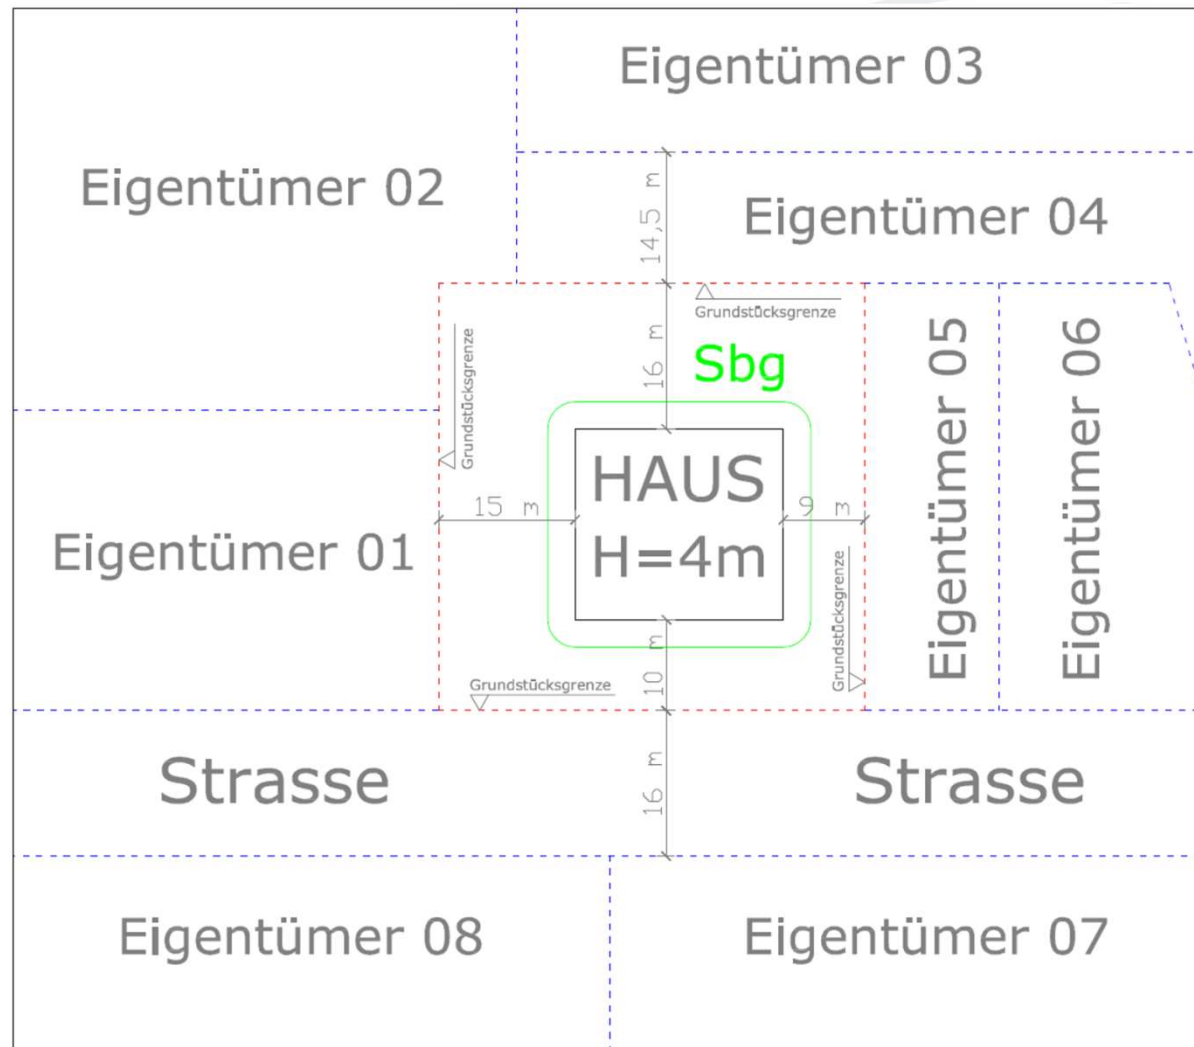 Eigentümer 03
Eigentümer 02
14,5 m
Eigentümer 04
Grundstücksgrenze
Grundstücksgrenze
16 m
Sbg
Eigentümer 05
Eigentümer 06
HAUS
H=4m
15 m
9 m
Eigentümer 01
Grundstücksgrenze
10 m
Grundstücksgrenze
Strasse
16 m
Strasse
Eigentümer 08
Eigentümer 07